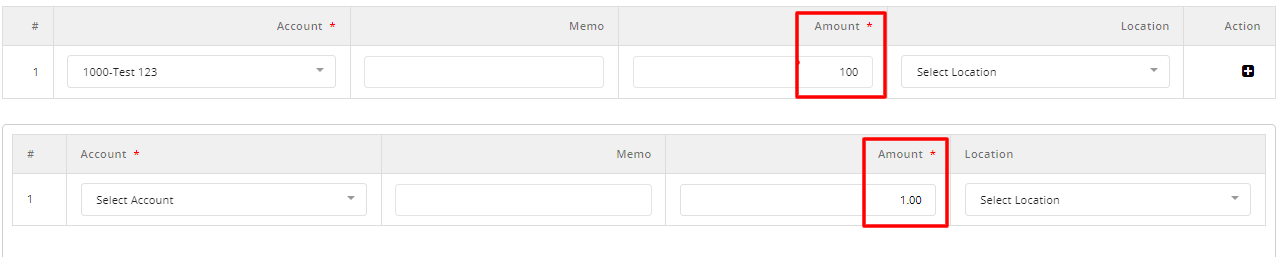 # Account * Memo Amount * Location Action
1 1000-Test 123 100 Select Location
# Account * Memo Amount * Location
1 Select Account 1.00 Select Location